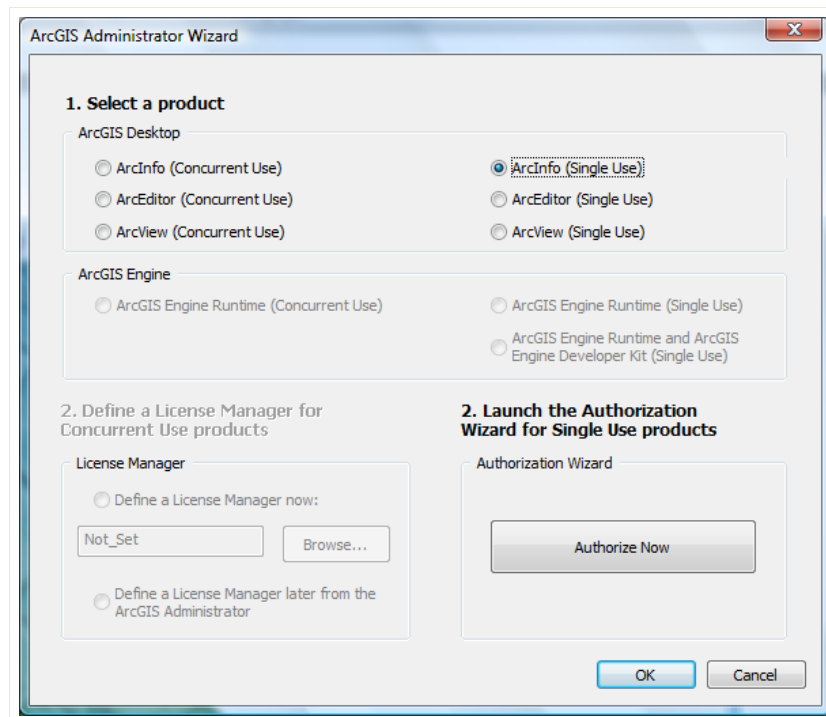 ArcGIS Administrator Wizard
1. Select a product
ArcGIS Desktop
ArcInfo (Concurrent Use)
ArcInfo (Single Use)
ArcEditor (Concurrent Use)
ArcEditor (Single Use)
ArcView (Concurrent Use)
ArcView (Single Use)
ArcGIS Engine
ArcGIS Engine Runtime (Concurrent Use)
ArcGIS Engine Runtime (Single Use)
ArcGIS Engine Runtime and ArcGIS
Engine Developer Kit (Single Use)
2. Define a License Manager for
Concurrent Use products
License Manager
Define a License Manager now:
Not_Set
Browse...
Define a License Manager later from the
ArcGIS Administrator
2. Launch the Authorization
Wizard for Single Use products
Authorization Wizard
Authorize Now
OK
Cancel